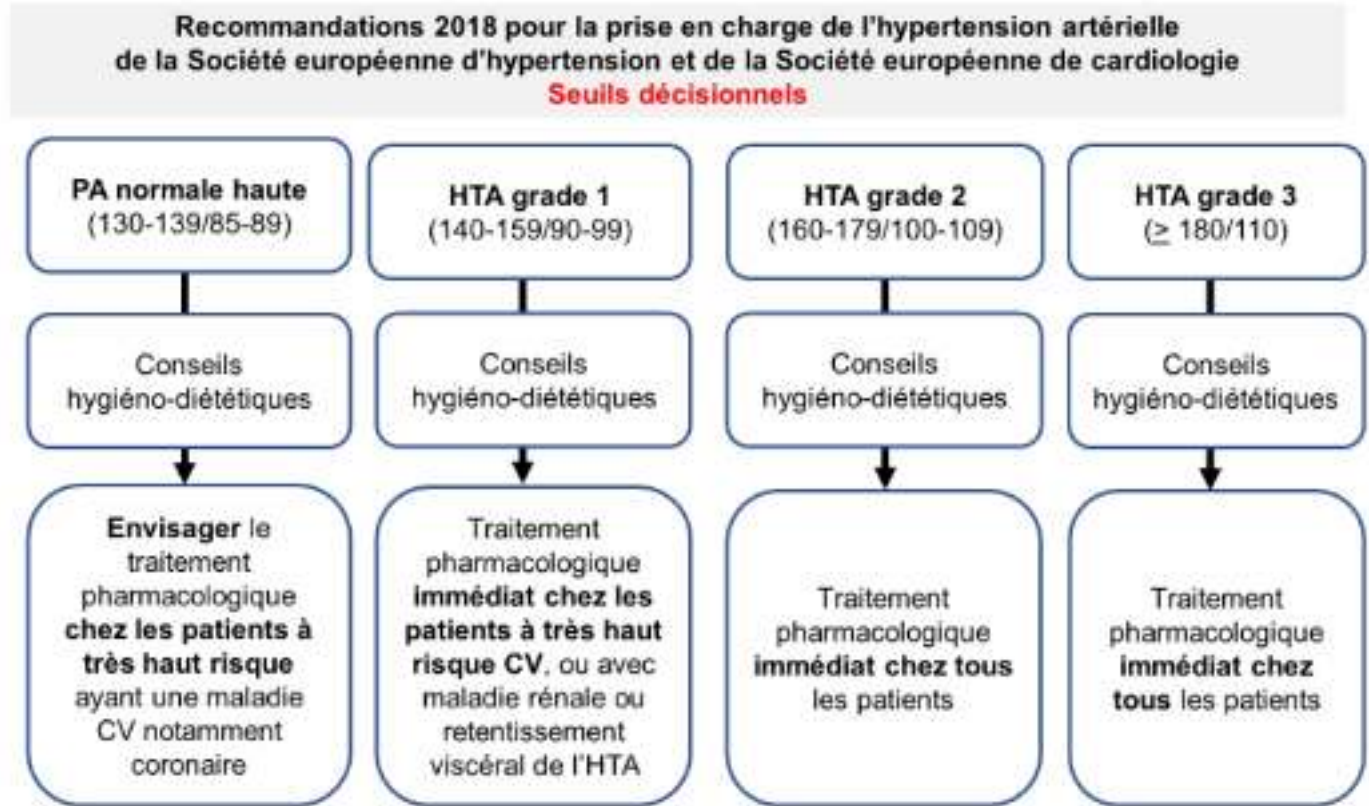 Recommandations 2018 pour la prise en charge de l'hypertension artérielle
de la Société européenne d'hypertension et de la Société européenne de cardiologie
Seuils décisionnels
PA normale haute
(130-139/85-89)
HTA grade 1
(140-159/90-99)
HTA grade 2
(160-179/100-109)
HTA grade 3
(≥ 180/110)
Conseils
hygiéno-diététiques
Conseils
hygiéno-diététiques
Conseils
hygiéno-diététiques
Conseils
hygiéno-diététiques
Envisager le
traitement
pharmacologique
chez les patients à
très haut risque
ayant une maladie
CV notamment
coronaire
Traitement
pharmacologique
immédiat chez les
patients à très haut
risque CV, ou avec
maladie rénale ou
retentissement
viscéral de l'HTA
Traitement
pharmacologique
immédiat chez tous
les patients
Traitement
pharmacologique
immédiat chez
tous les patients